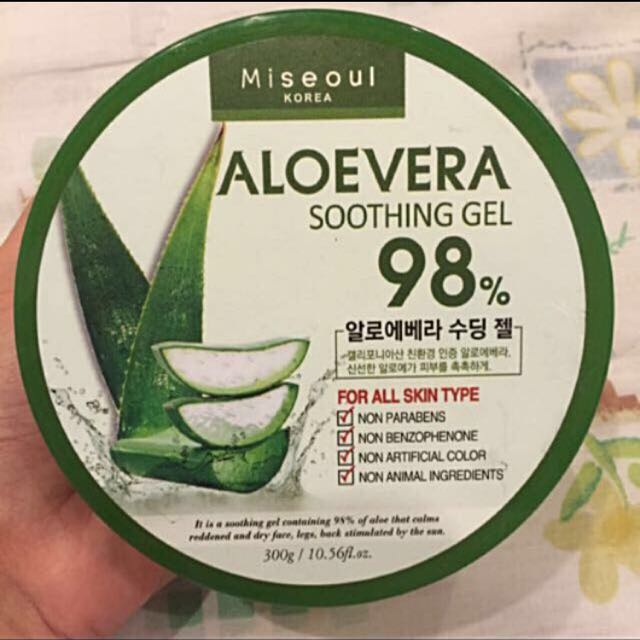 Miseoul
KOREA
ALOEVERA
SOOTHING GEL
98%
알로에베라 수딩 젤
캘리포니아산 친환경 인증 알로에베라.
신선한 알로에가 피부를 촉촉하게.
FOR ALL SKIN TYPE
NON PARABENS
NON BENZOPHENONE
NON ARTIFICIAL COLOR
NON ANIMAL INGREDIENTS
It is a soothing gel containing 98% of aloe that calms
reddened and dry face, legs, back stimulated by the sun.
300g / 10.56fl.oz.